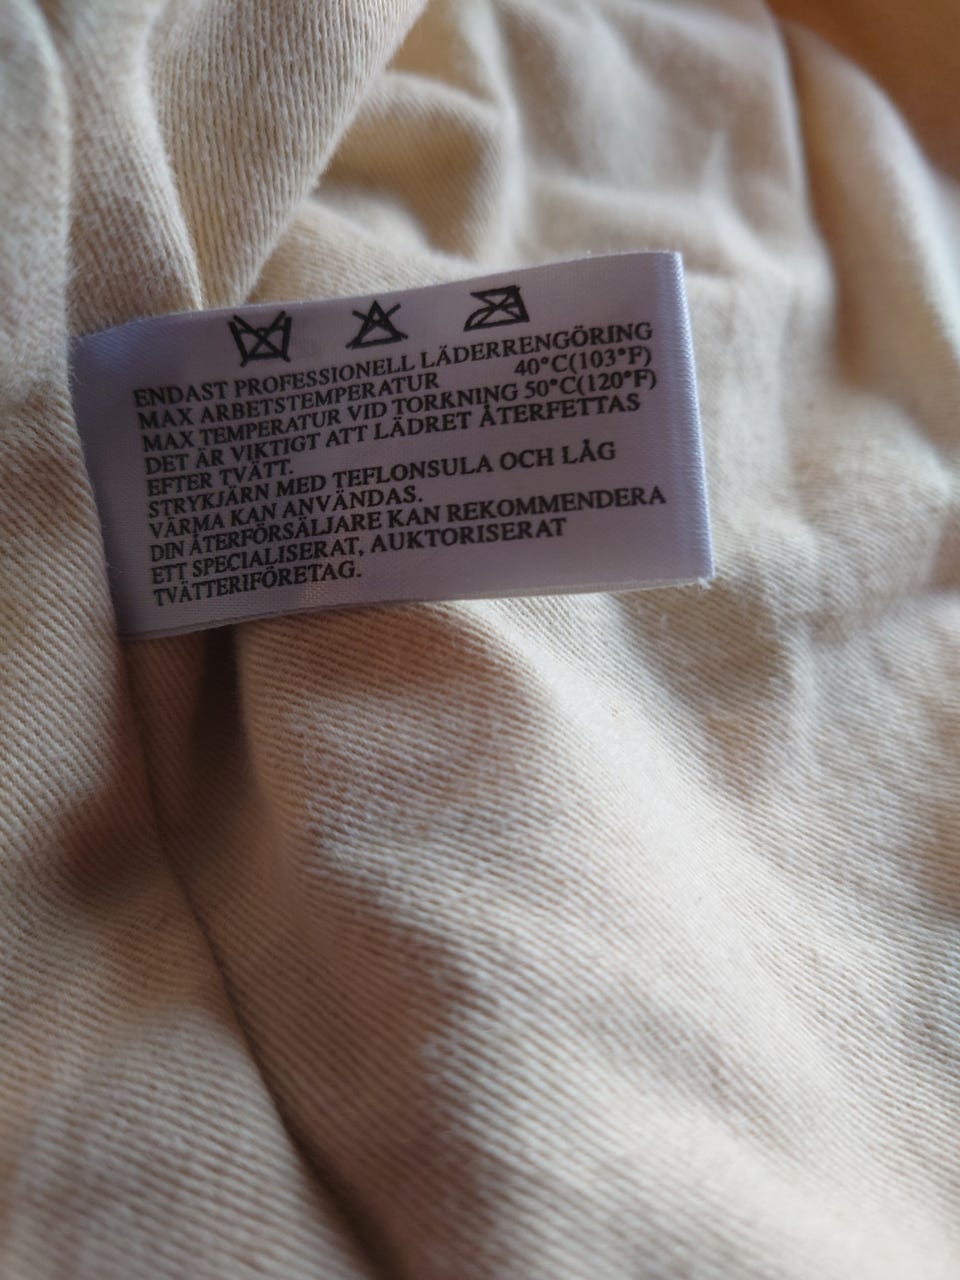 ENDAST PROFESSIONELL LÄDERRENGÖRING
MAX ARBETSTEMPERATUR 40°C(103°F)
MAX TEMPERATUR VID TORKNING 50°C(120°F)
DET ÄR VIKTIGT ATT LÄDRET ÅTERFETTAS
EFTER TVÄTT.
STRYKJÄRN MED TEFLONSULA OCH LÅG
VÄRMA KAN ANVÄNDAS.
DIN ÅTERFÖRSÄLJARE KAN REKOMMENDERA
ETT SPECIALISERAT, AUKTORISERAT
TVÄTTERIFÖRETAG.